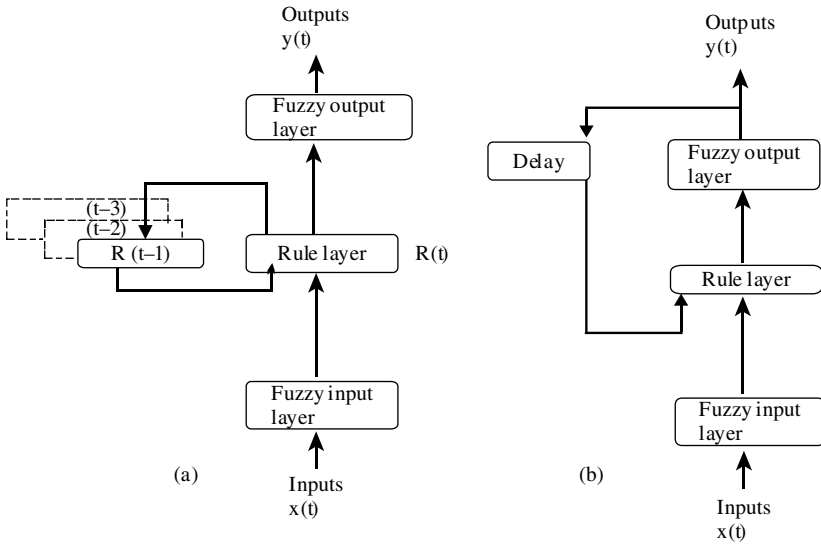 Outputs
y(t)
Fuzzy output
layer
(t–3)
(t–2)
R (t–1)
Rule layer
R(t)
Fuzzy input
layer
(a)
Inputs
x(t)
Outputs
y(t)
Delay
Fuzzy output
layer
Rule layer
Fuzzy input
layer
(b)
Inputs
x(t)